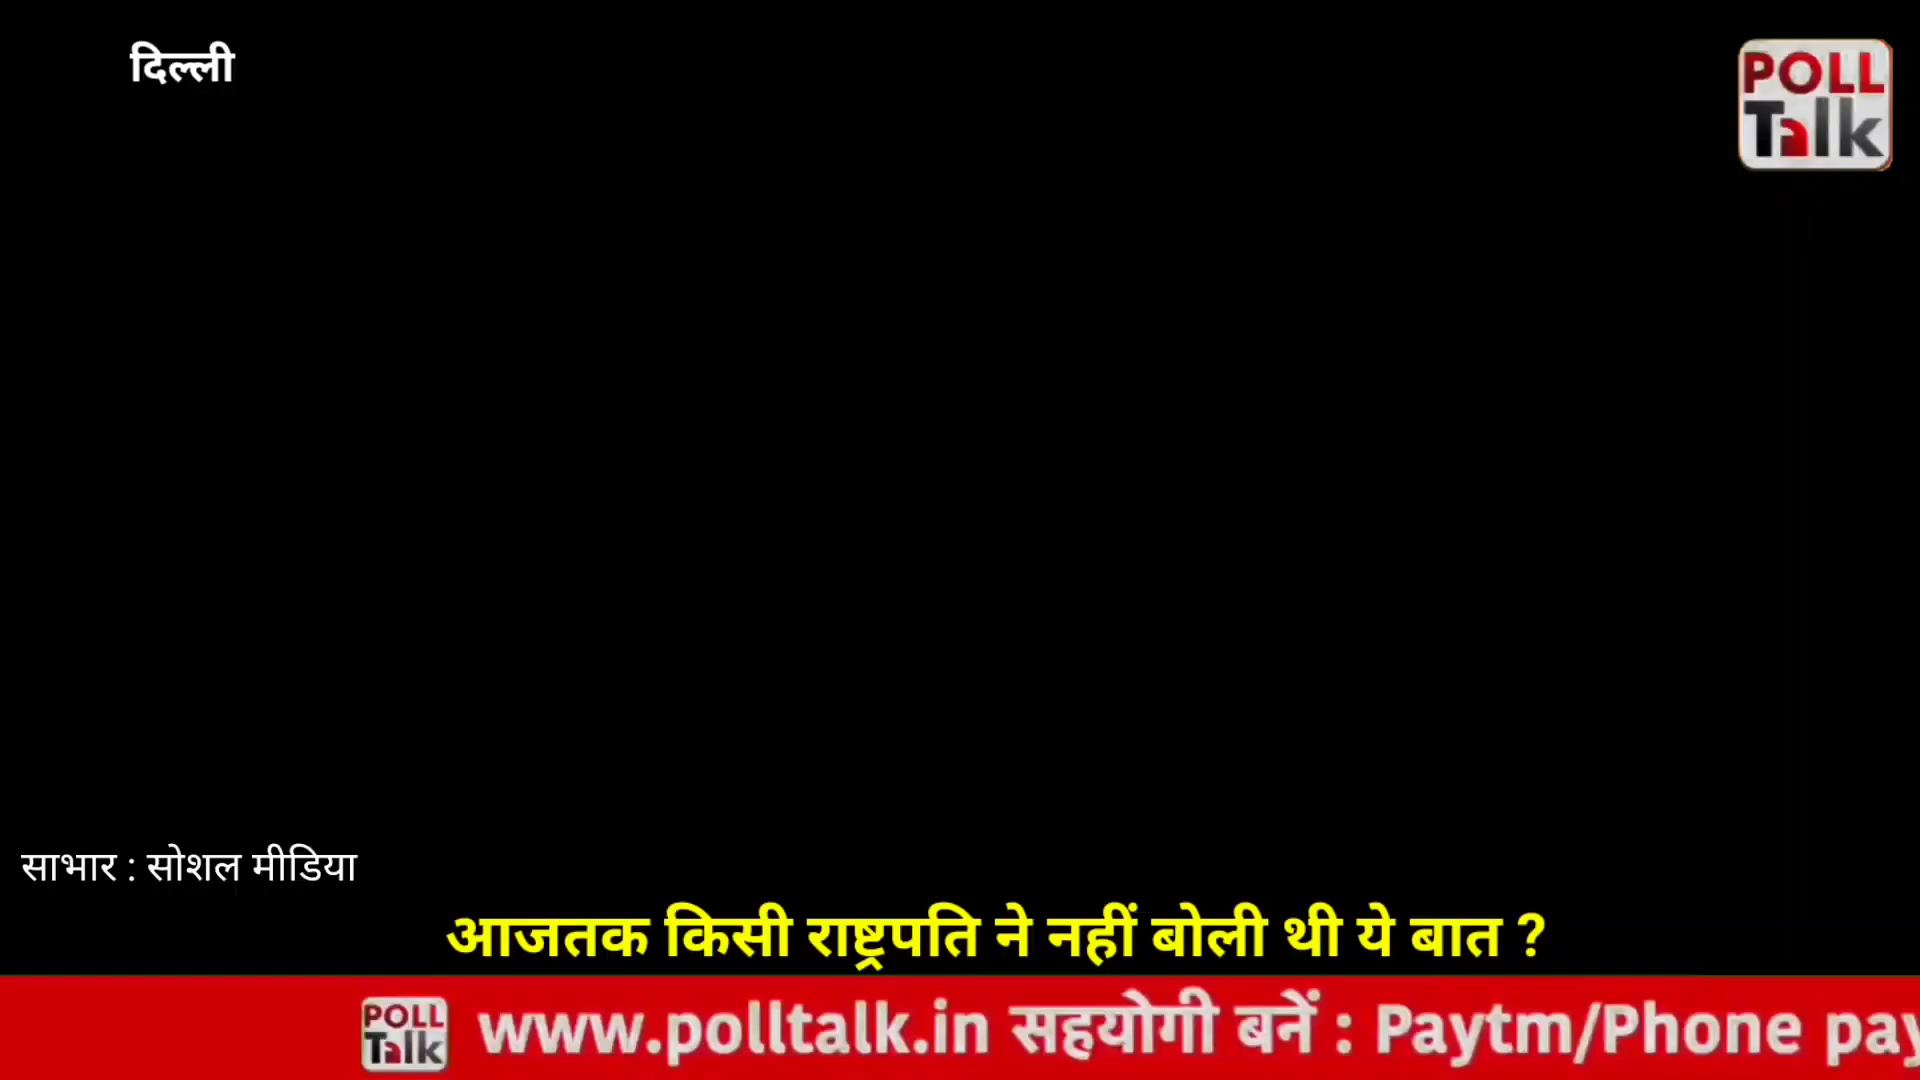 दिल्ली
POLL
Talk
साभार : सोशल मीडिया
आजतक किसी राष्ट्रपति ने नहीं बोली थी ये बात ?
POLL
Talk
www.polltalk.in सहयोगी बनें : Paytm/Phone pay